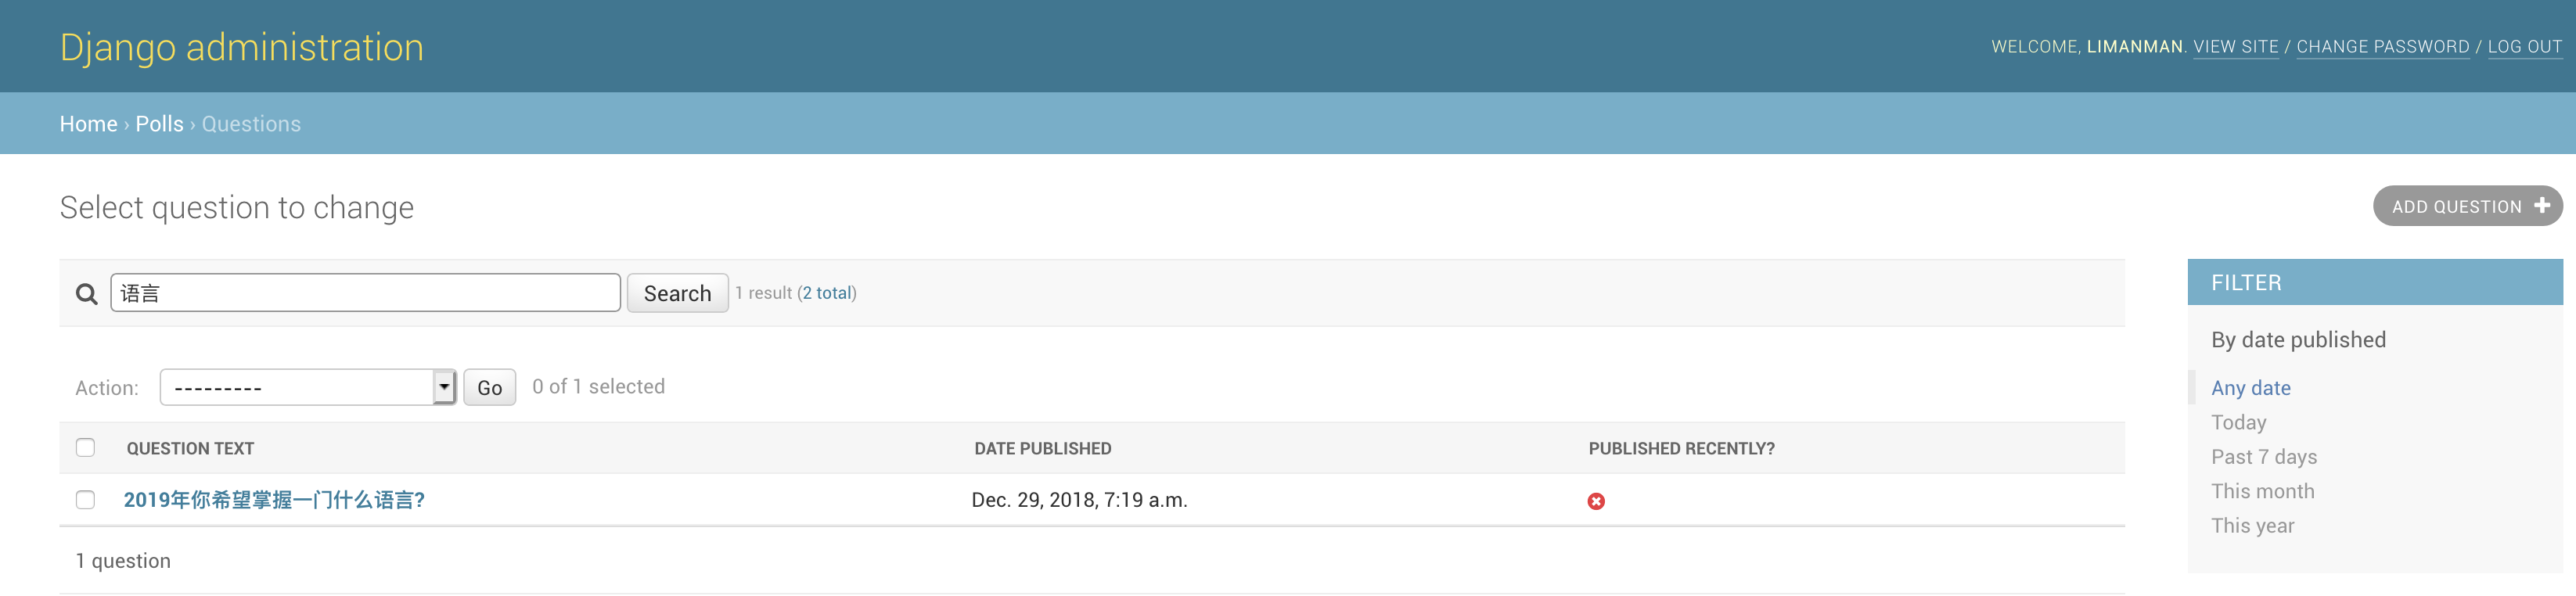 Django administration
WELCOME, LIMANMAN. VIEW SITE / CHANGE PASSWORD / LOG OUT
Home › Polls › Questions
Select question to change
ADD QUESTION
语言 Search 1 result (2 total)
Action: --------- Go 0 of 1 selected
QUESTION TEXT DATE PUBLISHED PUBLISHED RECENTLY?
2019年你希望掌握一门什么语言? Dec. 29, 2018, 7:19 a.m.
1 question
FILTER
By date published
Any date
Today
Past 7 days
This month
This year